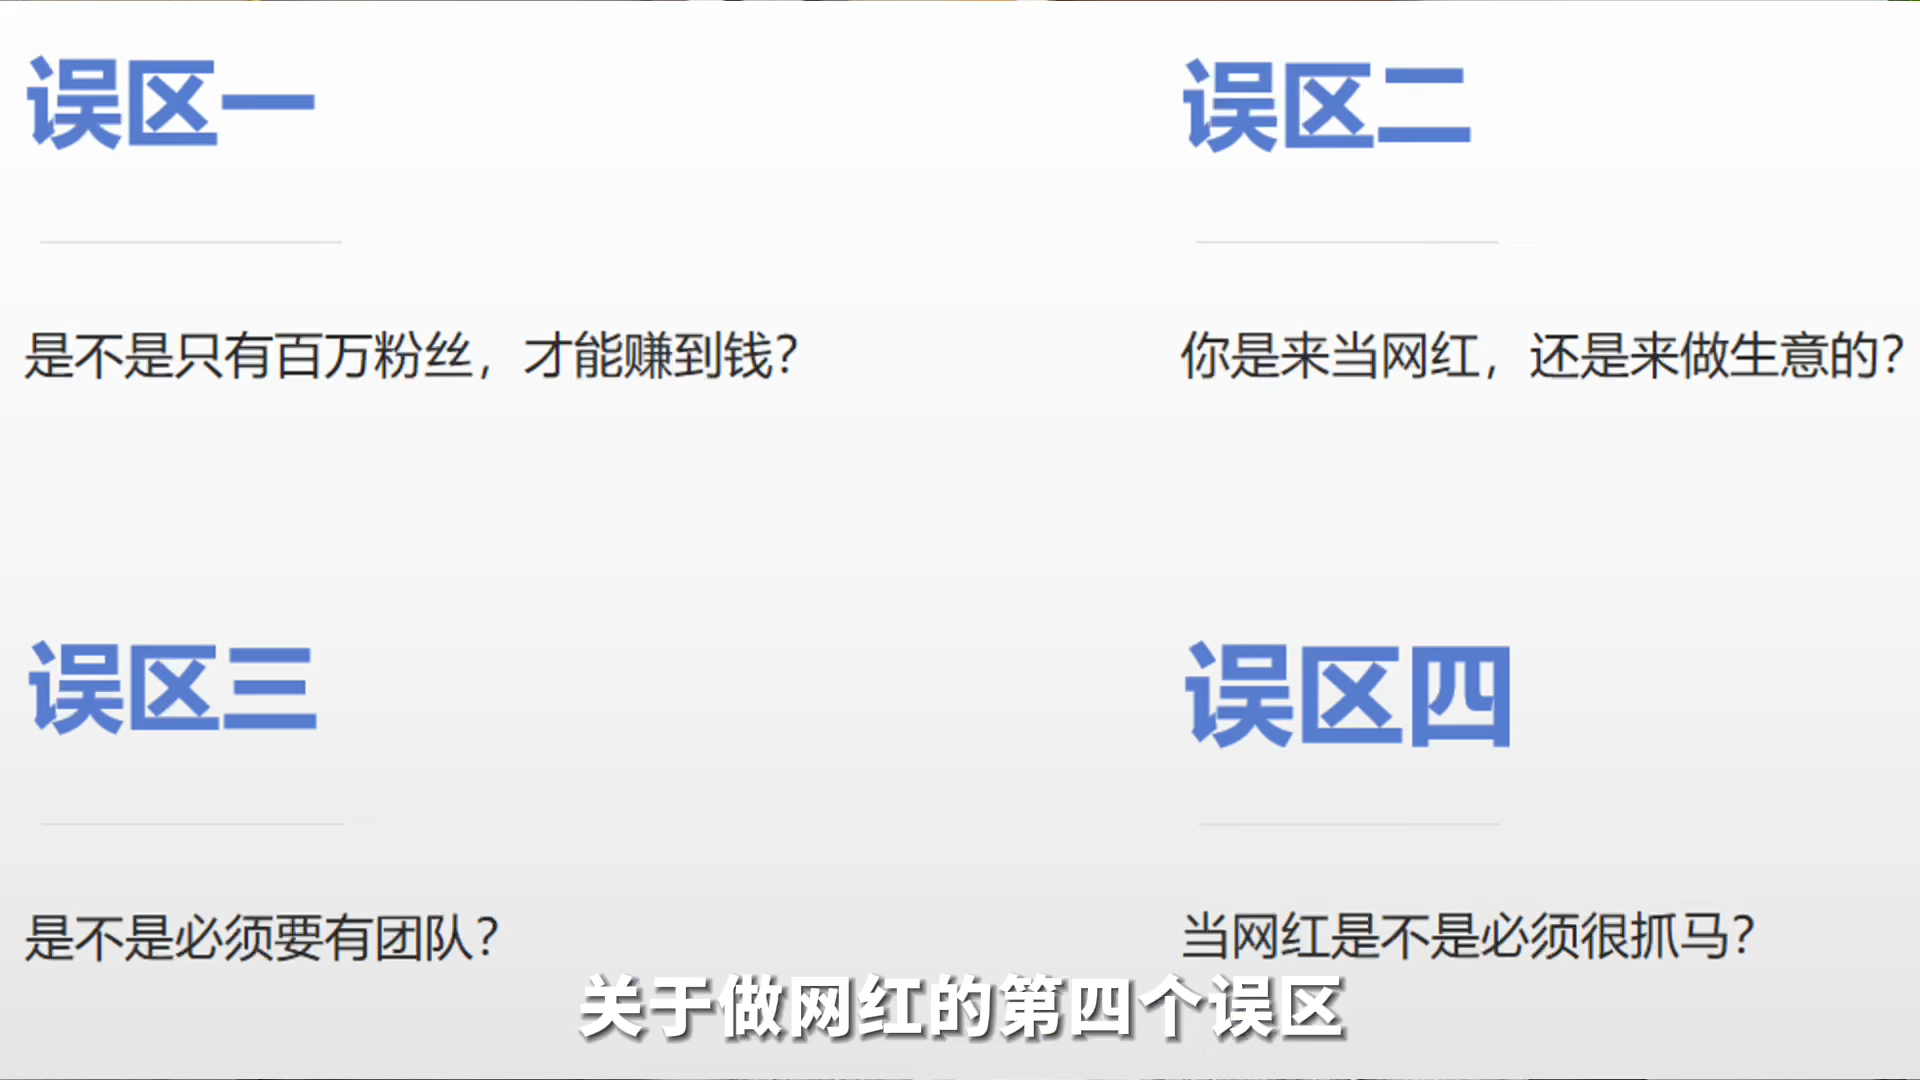 误区一
误区二
是不是只有百万粉丝，才能赚到钱？
你是来当网红，还是来做生意的？
误区三
误区四
是不是必须要有团队？
当网红是不是必须很抓马？
关于做网红的第四个误区